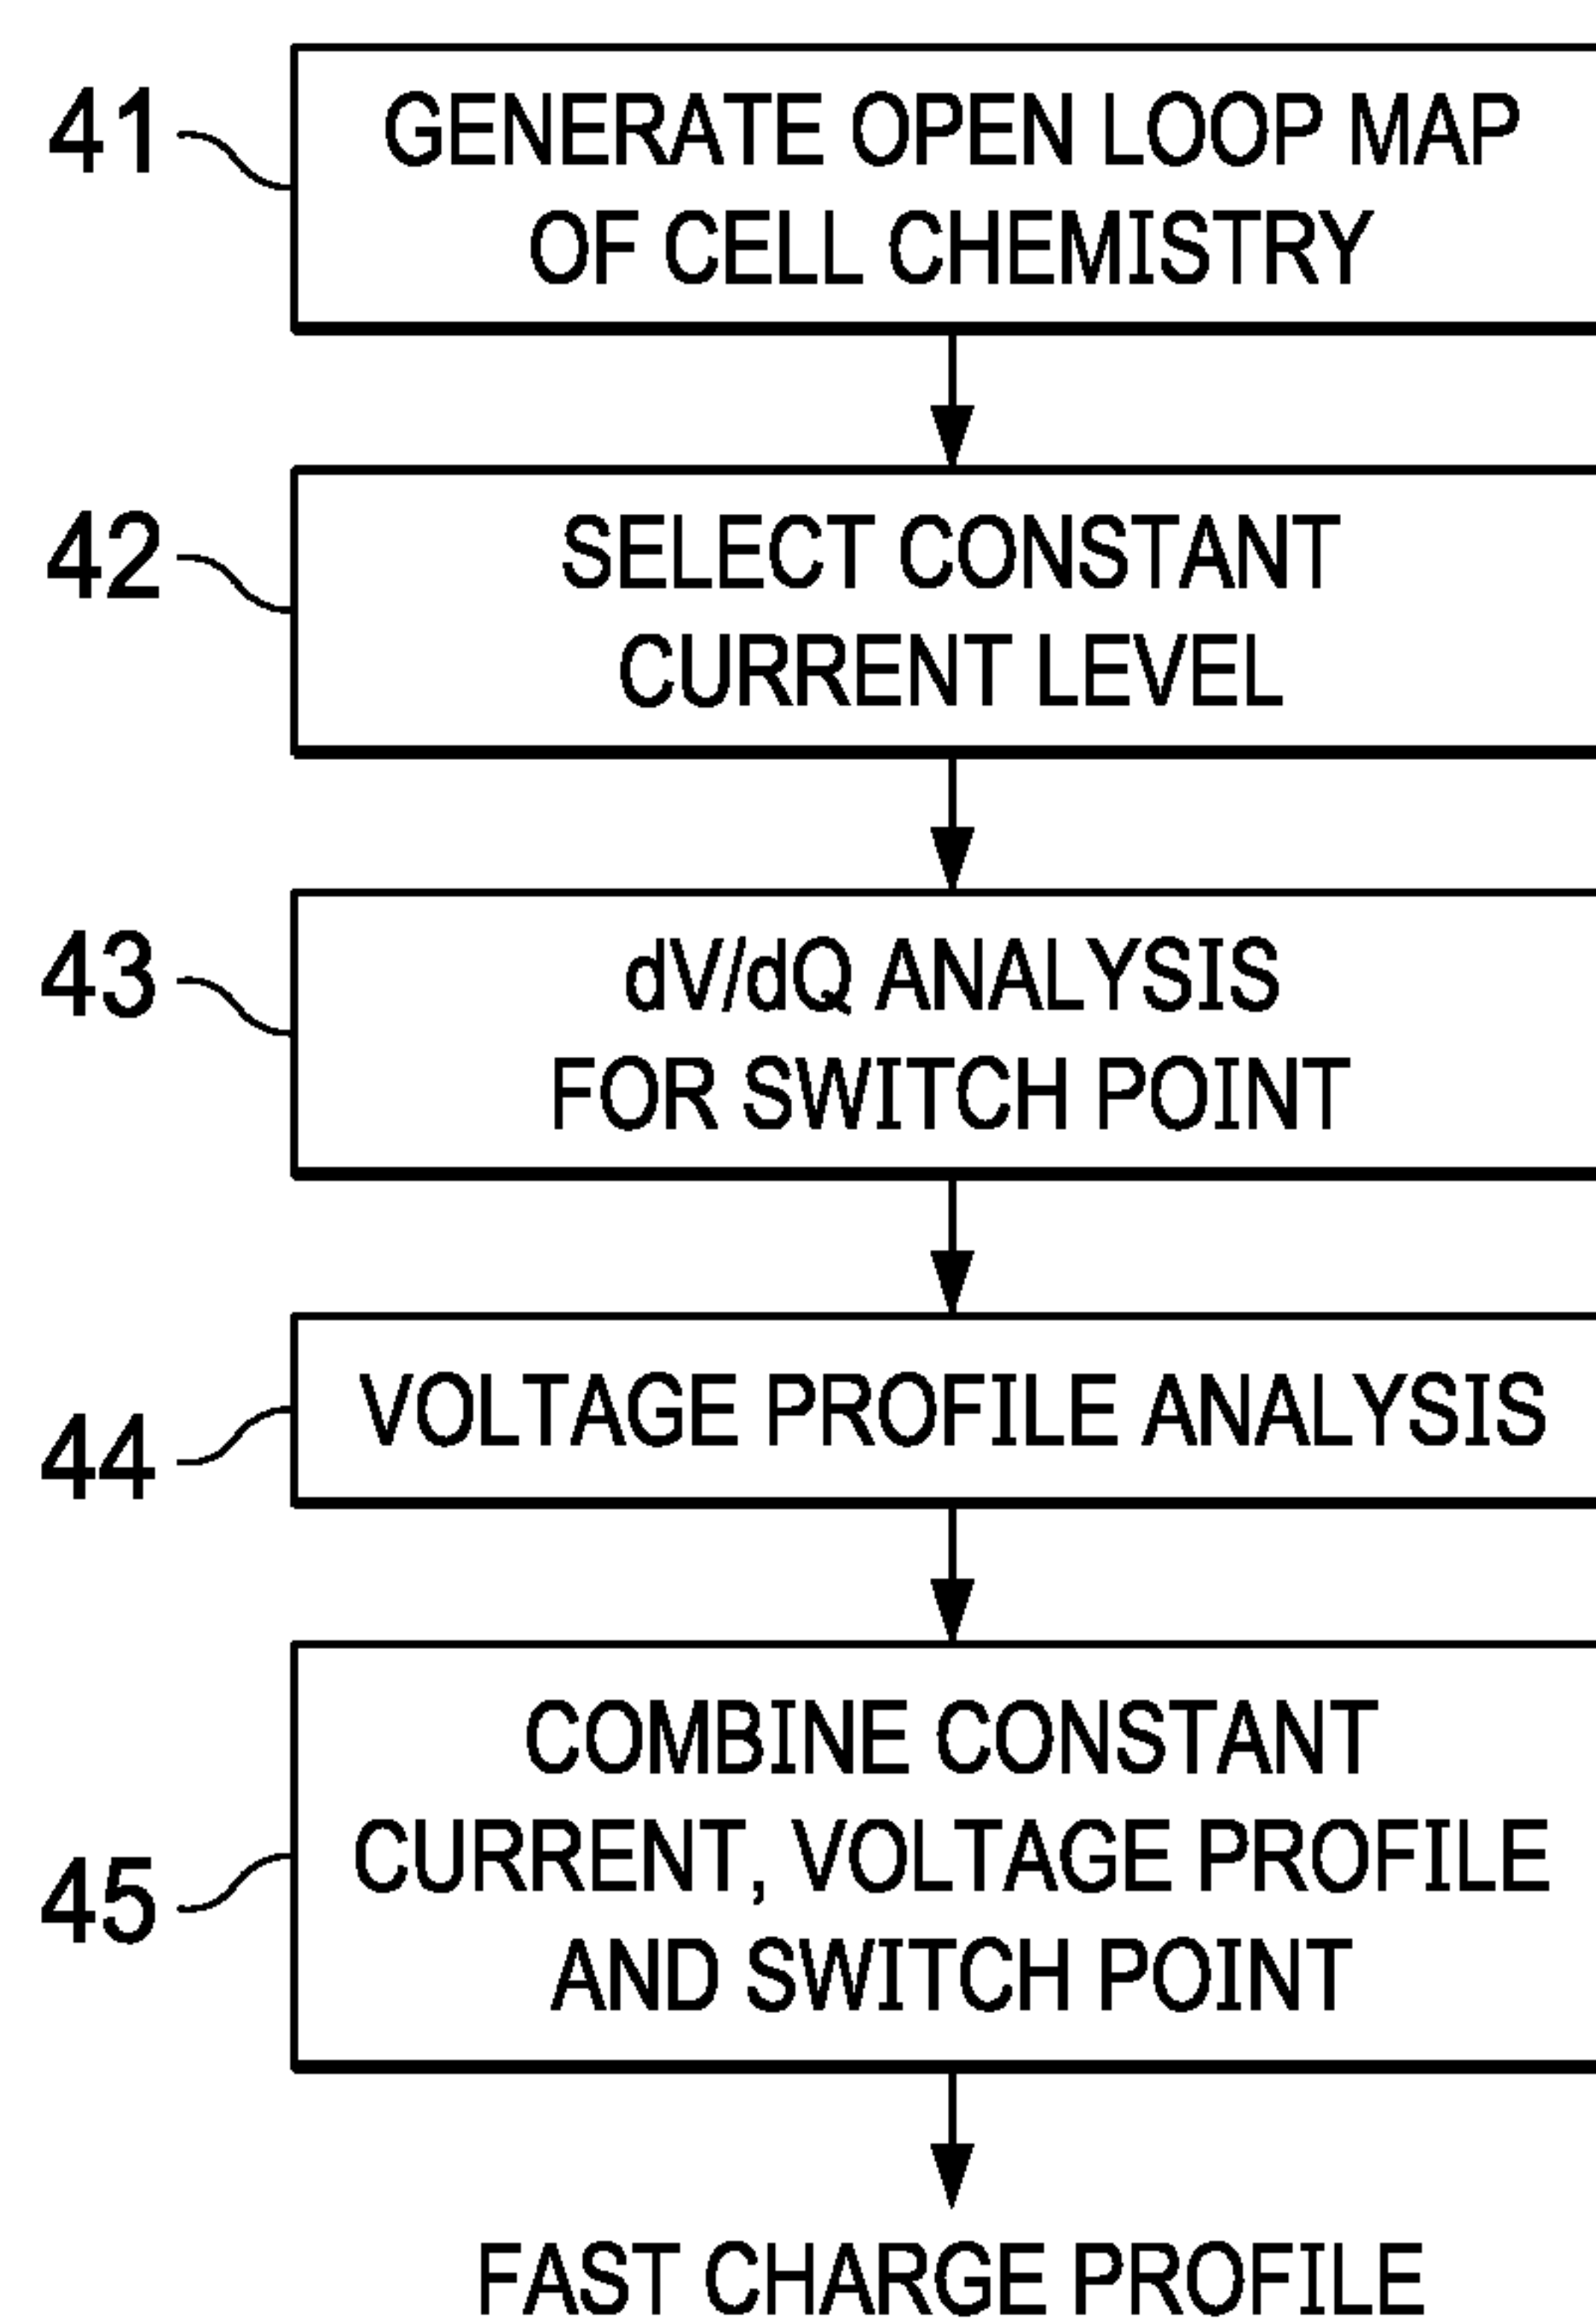 41
GENERATE OPEN LOOP MAP
OF CELL CHEMISTRY
42
SELECT CONSTANT
CURRENT LEVEL
43
dV/dQ ANALYSIS
FOR SWITCH POINT
44
VOLTAGE PROFILE ANALYSIS
45
COMBINE CONSTANT
CURRENT, VOLTAGE PROFILE
AND SWITCH POINT
FAST CHARGE PROFILE